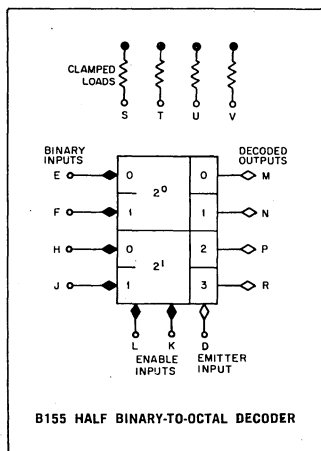 CLAMPED
LOADS
S T U V
BINARY
INPUTS
DECODED
OUTPUTS
E 0 2⁰ 0 M
F 1 1 N
H 0 2¹ 2 P
J 1 3 R
L K D
ENABLE
INPUTS
EMITTER
INPUT
B155 HALF BINARY-TO-OCTAL DECODER